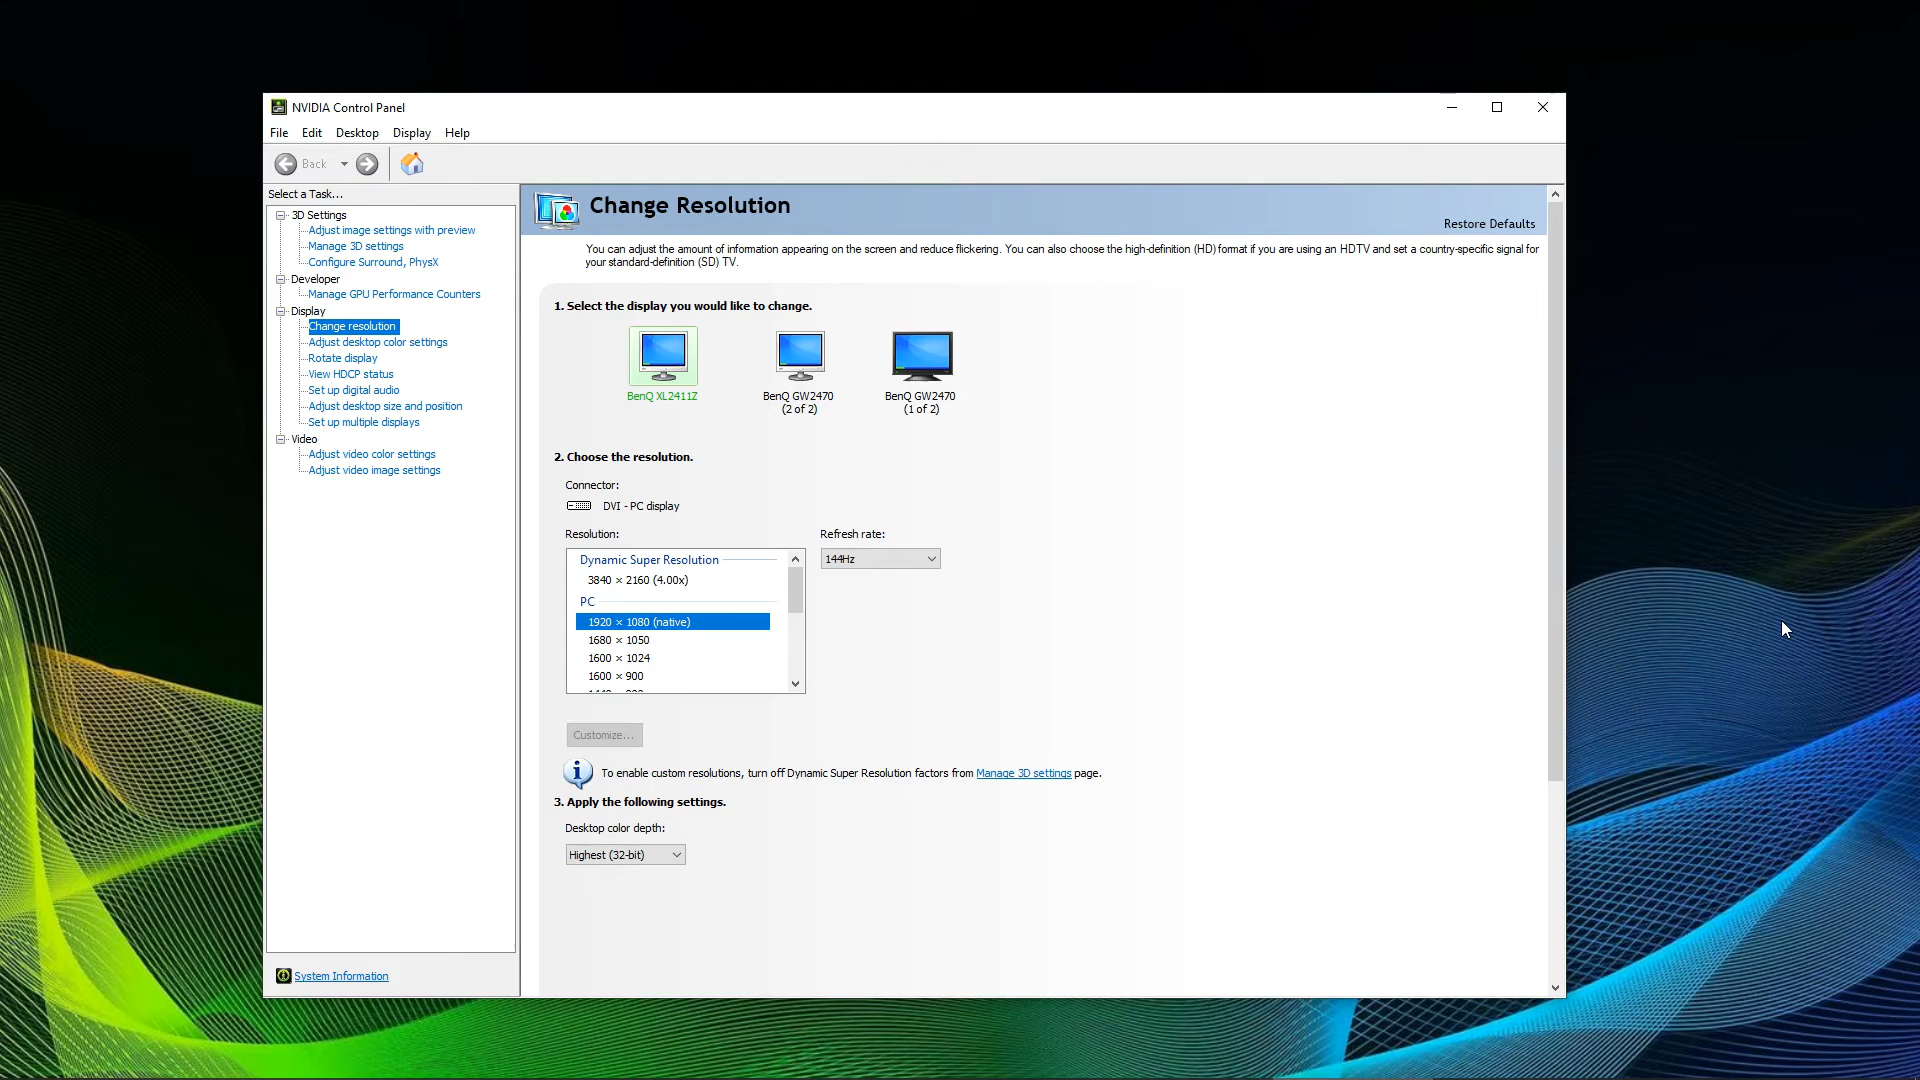 NVIDIA Control Panel
File Edit Desktop Display Help
Back
Select a Task...
3D Settings
Adjust image settings with preview
Manage 3D settings
Configure Surround, PhysX
Developer
Manage GPU Performance Counters
Display
Change resolution
Adjust desktop color settings
Rotate display
View HDCP status
Set up digital audio
Adjust desktop size and position
Set up multiple displays
Video
Adjust video color settings
Adjust video image settings
System Information
Change Resolution
Restore Defaults
You can adjust the amount of information appearing on the screen and reduce flickering. You can also choose the high-definition (HD) format if you are using an HDTV and set a country-specific signal for
your standard-definition (SD) TV.
1. Select the display you would like to change.
BenQ XL2411Z
BenQ GW2470
(2 of 2)
BenQ GW2470
(1 of 2)
2. Choose the resolution.
Connector:
DVI - PC display
Resolution:
Refresh rate:
Dynamic Super Resolution
144Hz
3840 × 2160 (4.00x)
PC
1920 × 1080 (native)
1680 × 1050
1600 × 1024
1600 × 900
Customize...
To enable custom resolutions, turn off Dynamic Super Resolution factors from Manage 3D settings page.
3. Apply the following settings.
Desktop color depth:
Highest (32-bit)